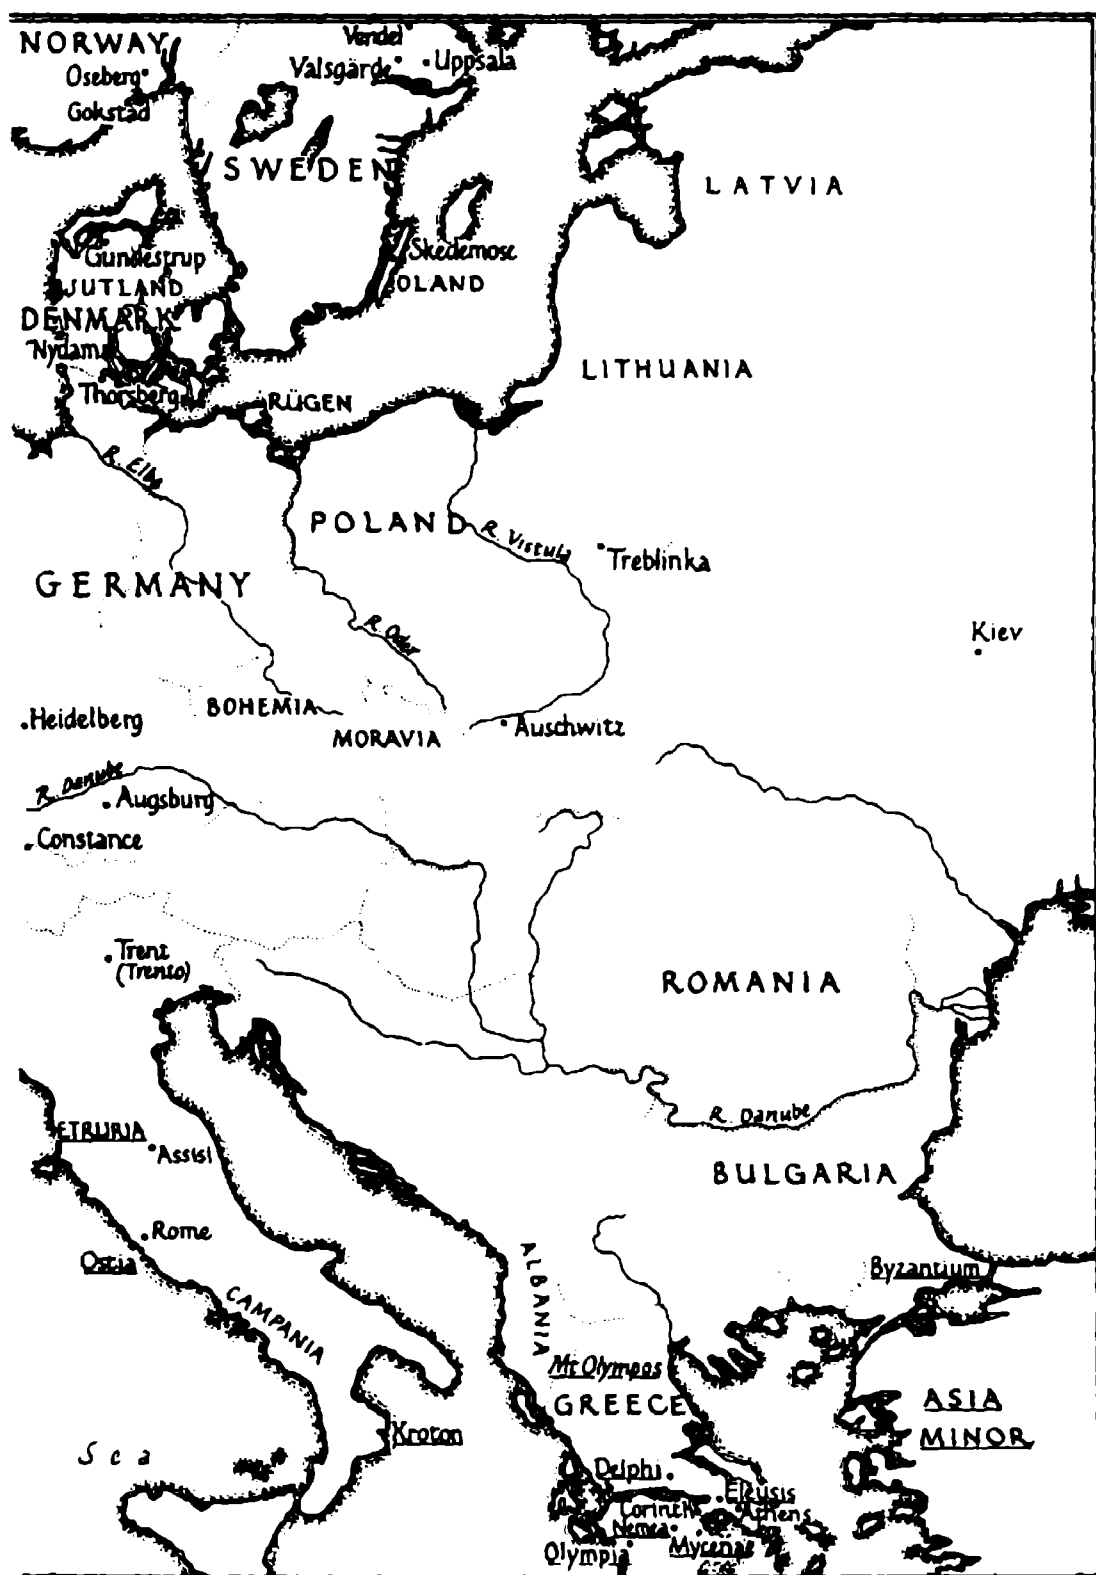 NORWAY
Vendel
Oseberg
Valsgärde
Uppsala
Gokstad
SWEDEN
LATVIA
Gundestrup
Skedemose
JUTLAND
OLAND
DENMARK
Nydam
LITHUANIA
Thorsberg
RÜGEN
R. Elbe
POLAND
R. Vistula
Treblinka
GERMANY
Kiev
R. Oder
BOHEMIA
Heidelberg
MORAVIA
Auschwitz
R. Danube
Augsburg
Constance
Trent
(Trento)
ROMANIA
R. Danube
ETRURIA
Assisi
BULGARIA
Rome
Ostia
ALBANIA
Byzantium
CAMPANIA
Mt Olympos
GREECE
ASIA
MINOR
Kroton
Sea
Delphi
Eleusis
Corinth
Athens
Nemea
Olympia
Mycenae